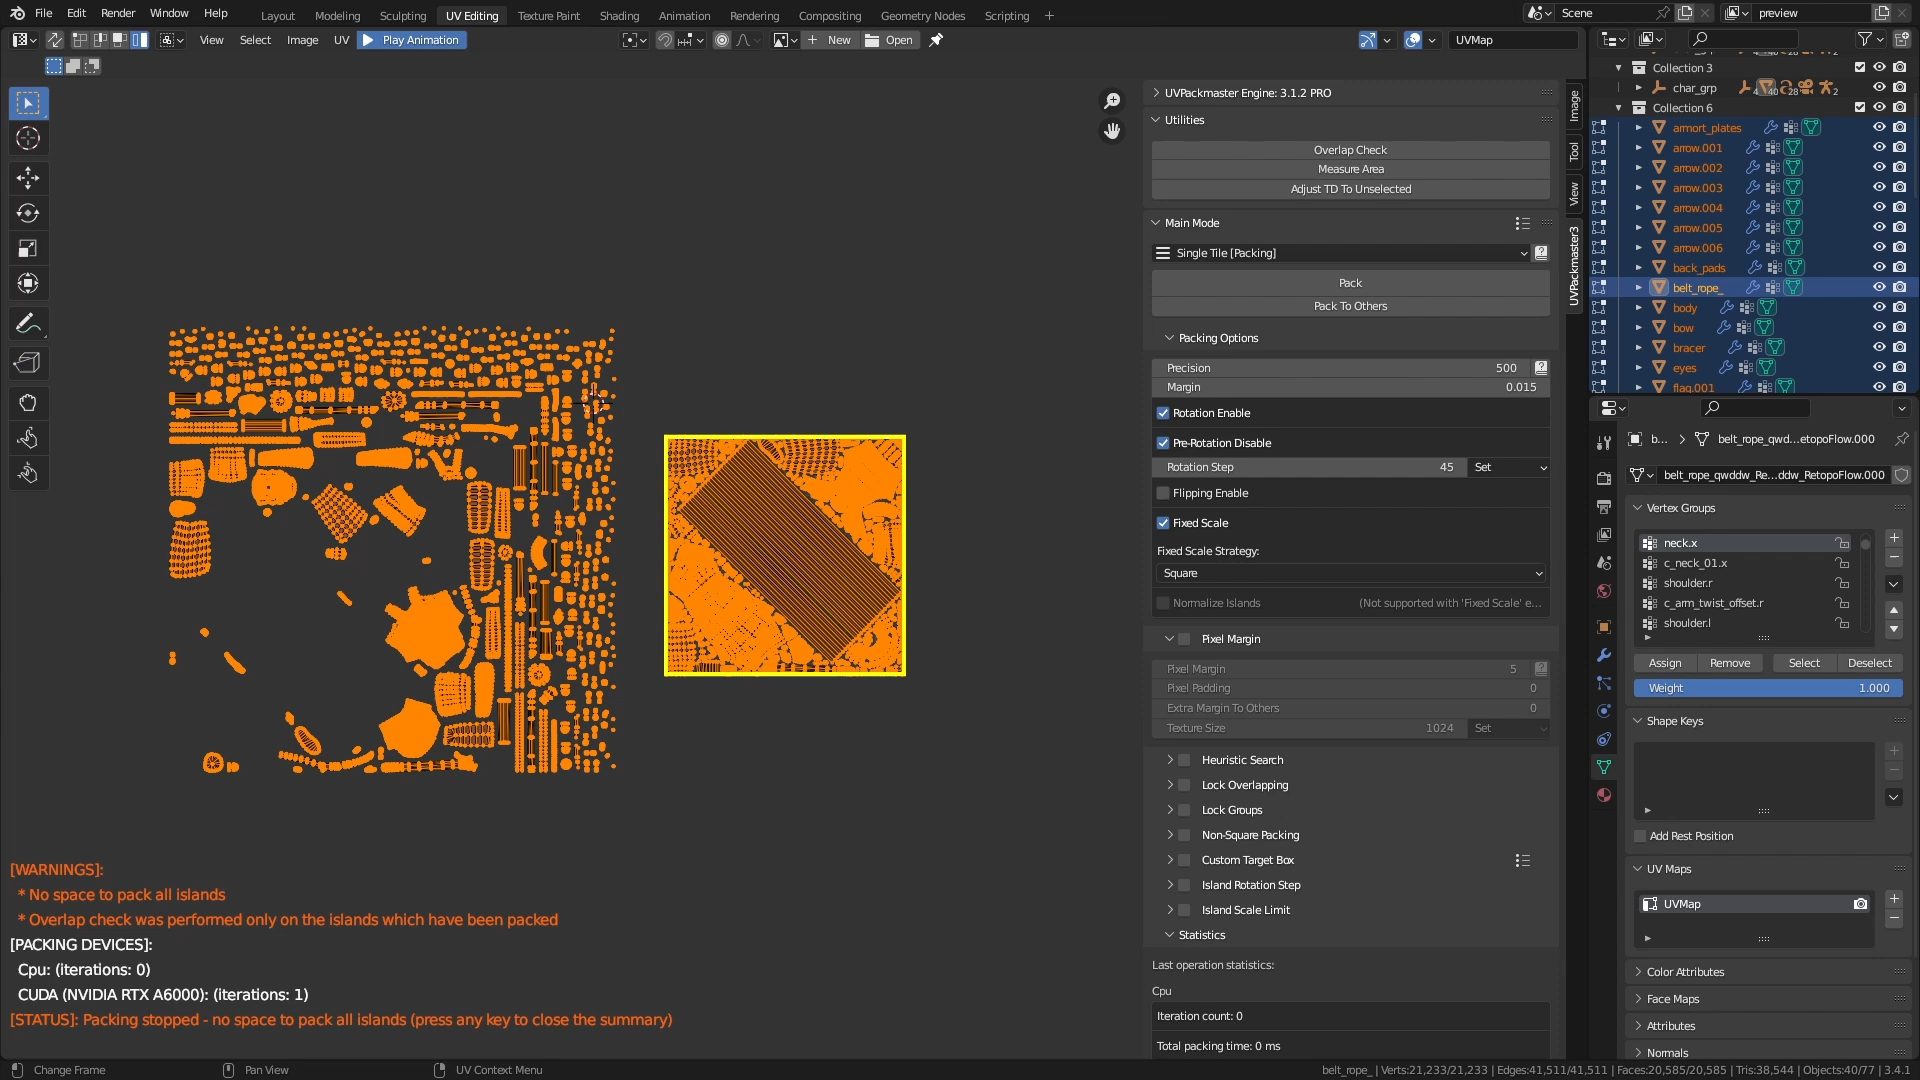 File Edit Render Window Help Layout Modeling Sculpting UV Editing Texture Paint Shading Animation Rendering Compositing Geometry Nodes Scripting + Scene preview
View Select Image UV Play Animation New Open UVMap
UVPackmaster Engine: 3.1.2 PRO
Utilities
Overlap Check
Measure Area
Adjust TD To Unselected
Main Mode
Single Tile [Packing]
Pack
Pack To Others
Packing Options
Precision 500
Margin 0.015
Rotation Enable
Pre-Rotation Disable
Rotation Step 45 Set
Flipping Enable
Fixed Scale
Fixed Scale Strategy:
Square
Normalize Islands (Not supported with 'Fixed Scale' e...
Pixel Margin
Pixel Margin 5
Pixel Padding 0
Extra Margin To Others 0
Texture Size 1024 Set
Heuristic Search
Lock Overlapping
Lock Groups
Non-Square Packing
Custom Target Box
Island Rotation Step
Island Scale Limit
Statistics
Last operation statistics:
Cpu
Iteration count: 0
Total packing time: 0 ms
Image
Tool
View
UVPackmaster3
Collection 3
char_grp 4 40 28 2
Collection 6
armort_plates
arrow.001
arrow.002
arrow.003
arrow.004
arrow.005
arrow.006
back_pads
belt_rope_
body
bow
bracer
eyes
flag.001
b... belt_rope_qwd...etopoFlow.000
belt_rope_qwddw_Re...ddw_RetopoFlow.000
Vertex Groups
neck.x
c_neck_01.x
shoulder.r
c_arm_twist_offset.r
shoulder.l
Assign Remove Select Deselect
Weight 1.000
Shape Keys
Add Rest Position
UV Maps
UVMap
Color Attributes
Face Maps
Attributes
Normals
[WARNINGS]:
* No space to pack all islands
* Overlap check was performed only on the islands which have been packed
[PACKING DEVICES]:
Cpu: (iterations: 0)
CUDA (NVIDIA RTX A6000): (iterations: 1)
[STATUS]: Packing stopped - no space to pack all islands (press any key to close the summary)
Change Frame Pan View UV Context Menu belt_rope_ | Verts:21,233/21,233 | Edges:41,511/41,511 | Faces:20,585/20,585 | Tris:38,544 | Objects:40/77 | 3.4.1